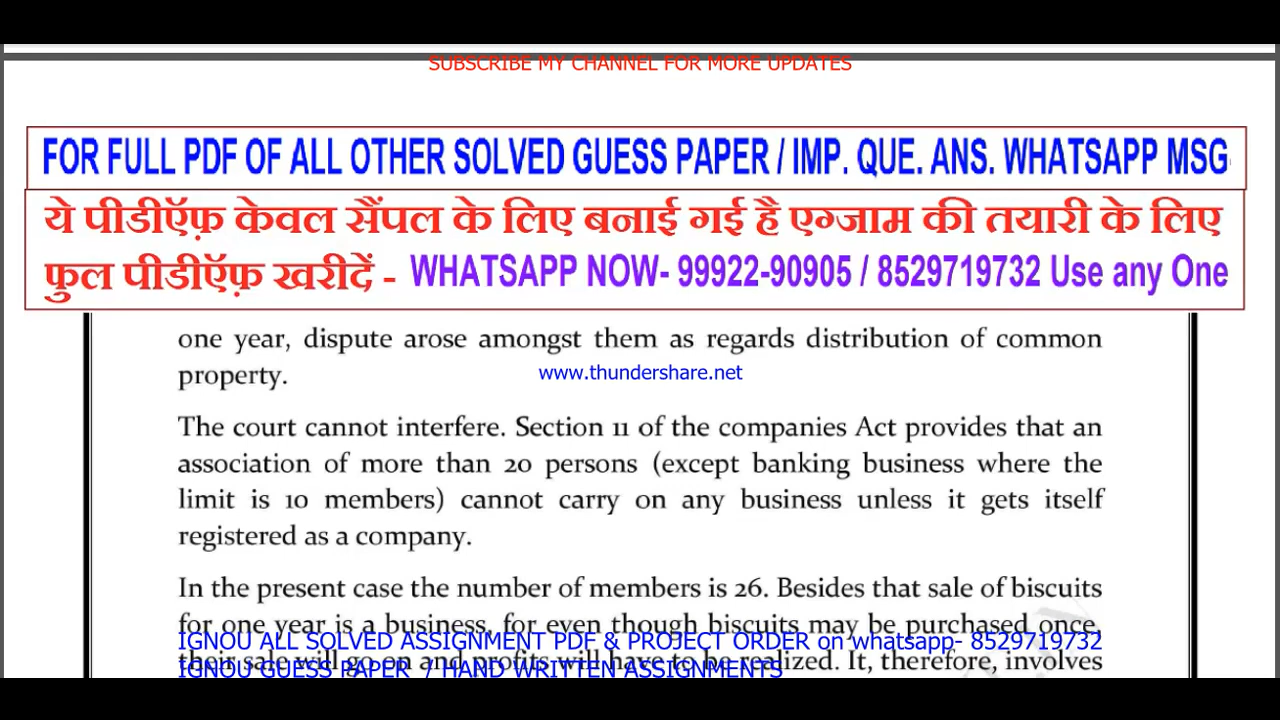 SUBSCRIBE MY CHANNEL FOR MORE UPDATES
FOR FULL PDF OF ALL OTHER SOLVED GUESS PAPER / IMP. QUE. ANS. WHATSAPP MSG
ये पीडीऍफ़ केवल सैंपल के लिए बनाई गई है एग्जाम की तयारी के लिए
फुल पीडीऍफ़ खरीदें - WHATSAPP NOW- 99922-90905 / 8529719732 Use any One
one year, dispute arose amongst them as regards distribution of common
property.
www.thundershare.net
The court cannot interfere. Section 11 of the companies Act provides that an
association of more than 20 persons (except banking business where the
limit is 10 members) cannot carry on any business unless it gets itself
registered as a company.
In the present case the number of members is 26. Besides that sale of biscuits
for one year is a business, for even though biscuits may be purchased once,
IGNOU ALL SOLVED ASSIGNMENT PDF & PROJECT ORDER on whatsapp- 8529719732
their sale will go on and profits will have to be realized. It, therefore, involves
IGNOU GUESS PAPER / HAND WRITTEN ASSIGNMENTS